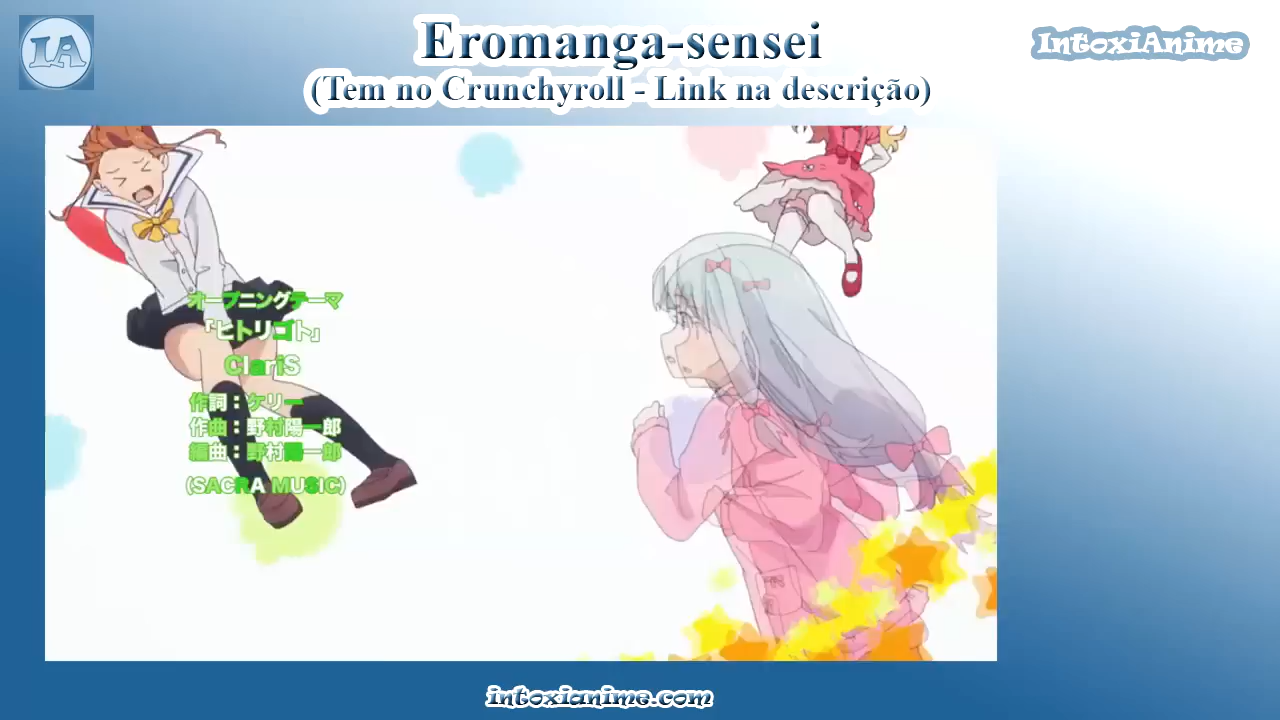 IA
Eromanga-sensei
IntoxiAnime
(Tem no Crunchyroll - Link na descrição)
オープニングテーマ
「ヒトリゴト」
ClariS
作詞：ケリー
作曲：野村陽一郎
編曲：野村陽一郎
(SACRA MUSIC)
intoxianime.com